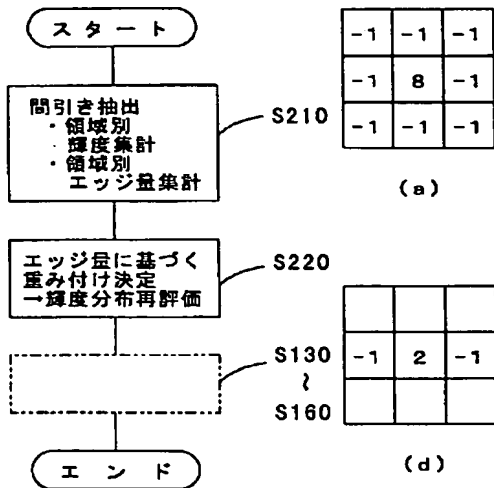 スタート
間引き抽出
・領域別
輝度集計
・領域別
エッジ量集計
S210
エッジ量に基づく
重み付け決定
→輝度分布再評価
S220
S130
~
S160
エンド
-1 -1 -1
-1 8 -1
-1 -1 -1
(a)
-1 2 -1
(d)